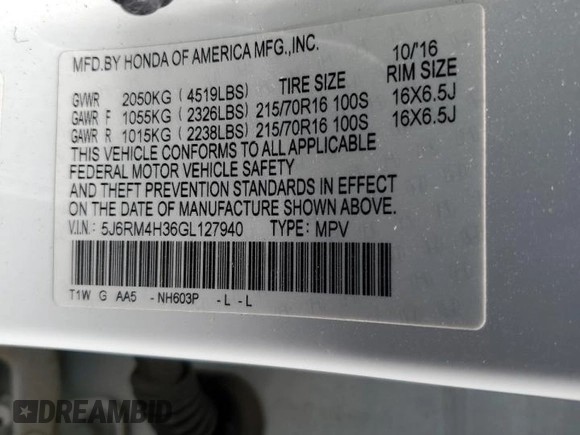 MFD.BY HONDA OF AMERICA MFG.,INC. 10/'16
TIRE SIZE RIM SIZE
GVWR 2050KG ( 4519LBS)
GAWR F 1055KG ( 2326LBS) 215/70R16 100S 16X6.5J
GAWR R 1015KG ( 2238LBS) 215/70R16 100S 16X6.5J
THIS VEHICLE CONFORMS TO ALL APPLICABLE
FEDERAL MOTOR VEHICLE SAFETY
AND THEFT PREVENTION STANDARDS IN EFFECT
ON THE DATE OF MANUFACTURE SHOWN ABOVE.
V.I.N.: 5J6RM4H36GL127940 TYPE: MPV
T1W G AA5 - NH603P - L - L
DREAMBID